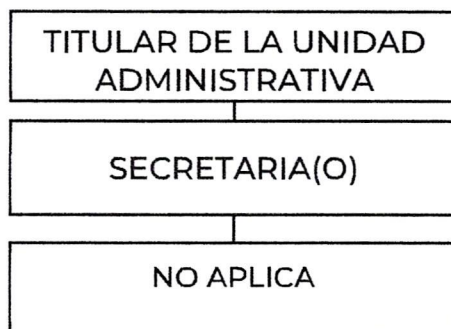 TITULAR DE LA UNIDAD
ADMINISTRATIVA
SECRETARIA(O)
NO APLICA